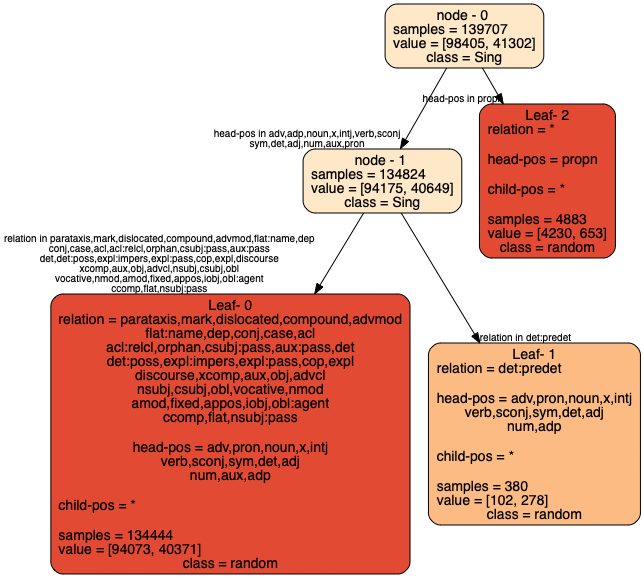 node - 0
samples = 139707
value = [98405, 41302]
class = Sing
head-pos in propn
head-pos in adv,adp,noun,x,intj,verb,sconj
sym,det,adj,num,aux,pron
Leaf- 2
relation = *
head-pos = propn
child-pos = *
samples = 4883
value = [4230, 653]
class = random
node - 1
samples = 134824
value = [94175, 40649]
class = Sing
relation in parataxis,mark,dislocated,compound,advmod,flat:name,dep
conj,case,acl,acl:relcl,orphan,csubj:pass,aux:pass
det,det:poss,expl:impers,expl:pass,cop,expl,discourse
xcomp,aux,obj,advcl,nsubj,csubj,obl
vocative,nmod,amod,fixed,appos,iobj,obl:agent
ccomp,flat,nsubj:pass
relation in det:predet
Leaf- 0
relation = parataxis,mark,dislocated,compound,advmod
flat:name,dep,conj,case,acl
acl:relcl,orphan,csubj:pass,aux:pass,det
det:poss,expl:impers,expl:pass,cop,expl
discourse,xcomp,aux,obj,advcl
nsubj,csubj,obl,vocative,nmod
amod,fixed,appos,iobj,obl:agent
ccomp,flat,nsubj:pass
head-pos = adv,pron,noun,x,intj
verb,sconj,sym,det,adj
num,aux,adp
child-pos = *
samples = 134444
value = [94073, 40371]
class = random
Leaf- 1
relation = det:predet
head-pos = adv,pron,noun,x,intj
verb,sconj,sym,det,adj
num,adp
child-pos = *
samples = 380
value = [102, 278]
class = random